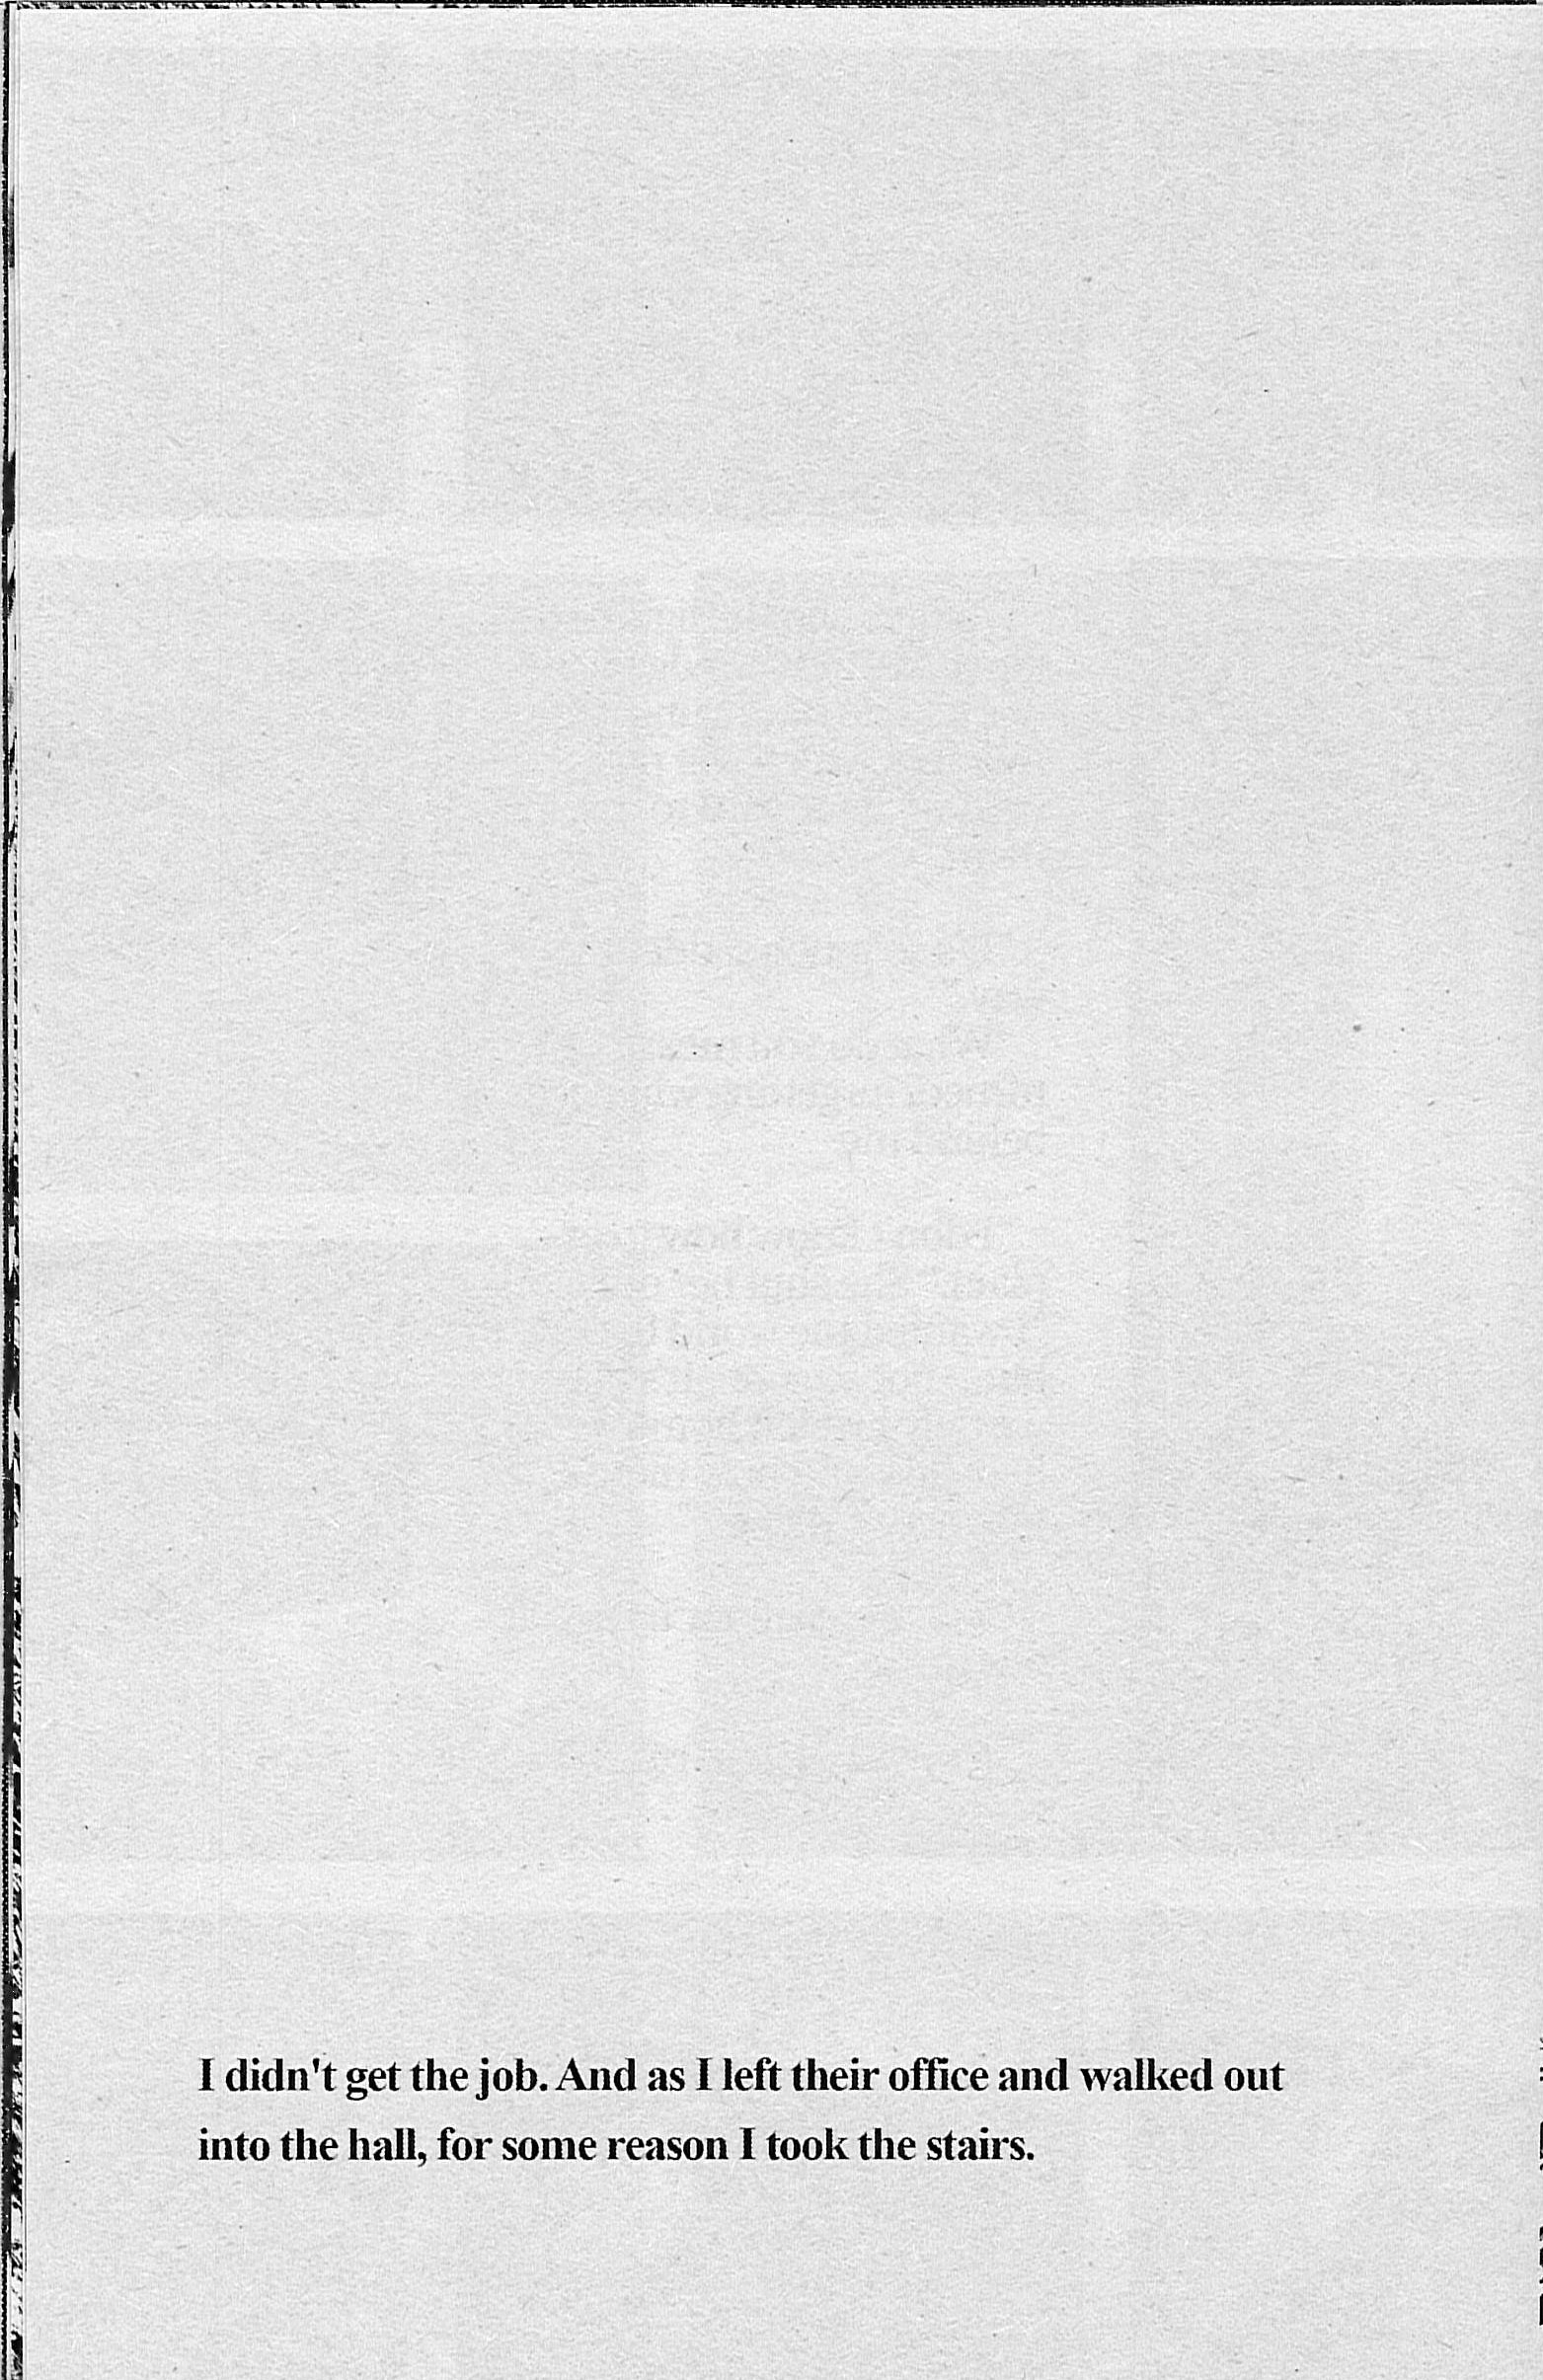 I didn't get the job. And as I left their office and walked out
into the hall, for some reason I took the stairs.